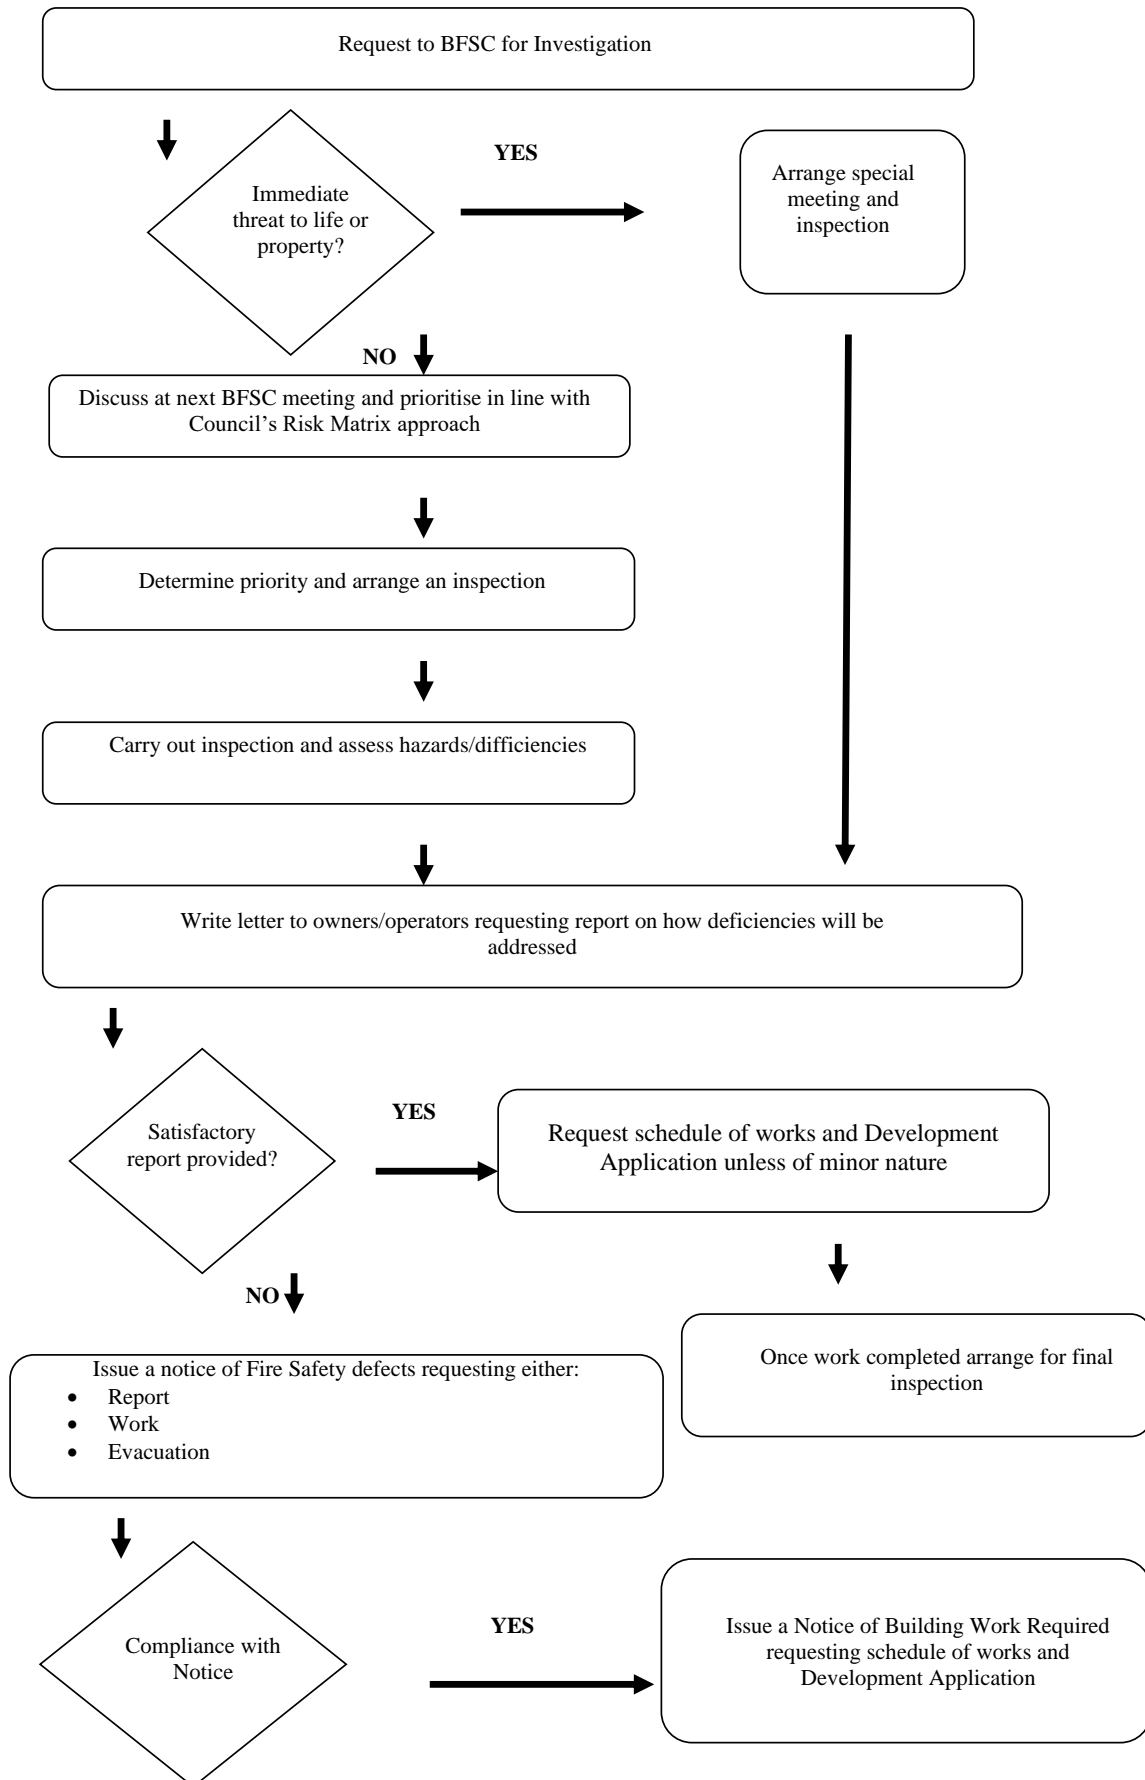 Request to BFSC for Investigation
YES
Immediate
threat to life or
property?
Arrange special
meeting and
inspection
NO
Discuss at next BFSC meeting and prioritise in line with
Council’s Risk Matrix approach
Determine priority and arrange an inspection
Carry out inspection and assess hazards/difficiencies
Write letter to owners/operators requesting report on how deficiencies will be
addressed
Satisfactory
report provided?
YES
Request schedule of works and Development
Application unless of minor nature
NO
Once work completed arrange for final
inspection
Issue a notice of Fire Safety defects requesting either:
• Report
• Work
• Evacuation
Compliance with
Notice
YES
Issue a Notice of Building Work Required
requesting schedule of works and
Development Application